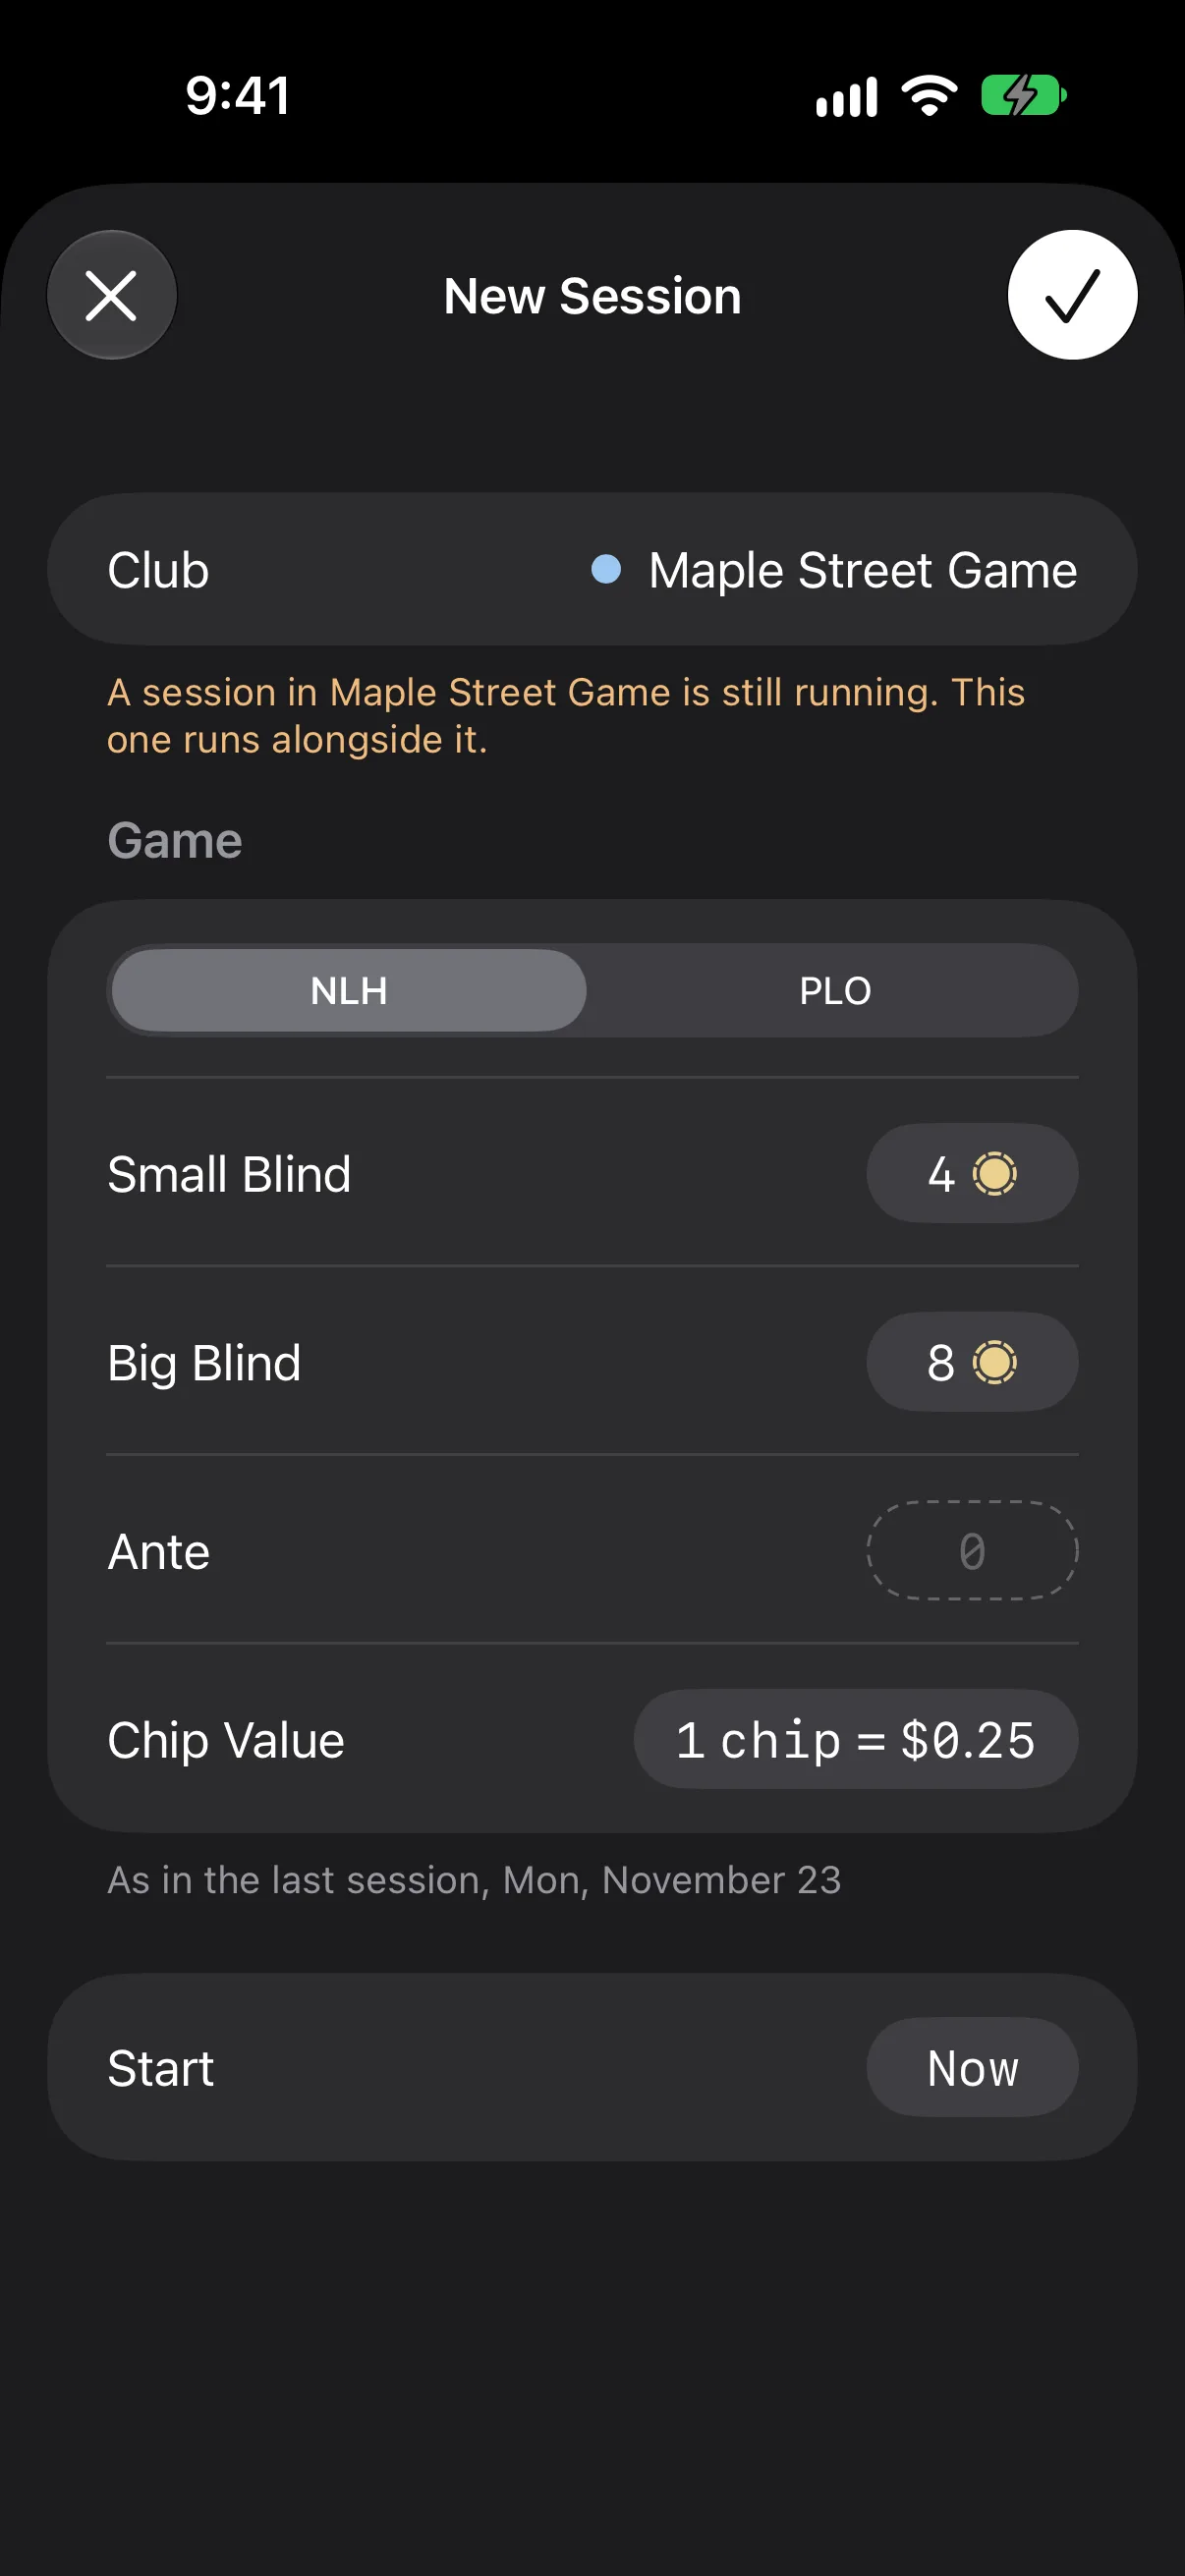 9:41
New Session
Club
Maple Street Game
A session in Maple Street Game is still running. This
one runs alongside it.
Game
NLH
PLO
Small Blind
4
Big Blind
8
Ante
0
Chip Value
1 chip = $0.25
As in the last session, Mon, November 23
Start
Now